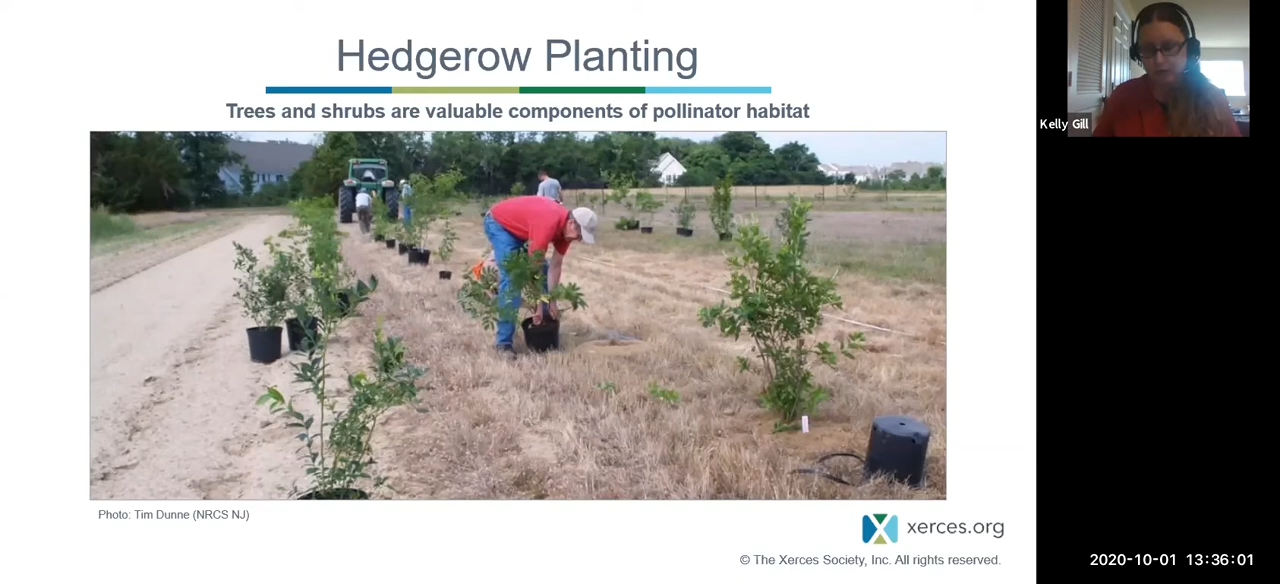 Hedgerow Planting
Trees and shrubs are valuable components of pollinator habitat
Photo: Tim Dunne (NRCS NJ)
xerces.org
© The Xerces Society, Inc. All rights reserved.
Kelly Gill
2020-10-01 13:36:01